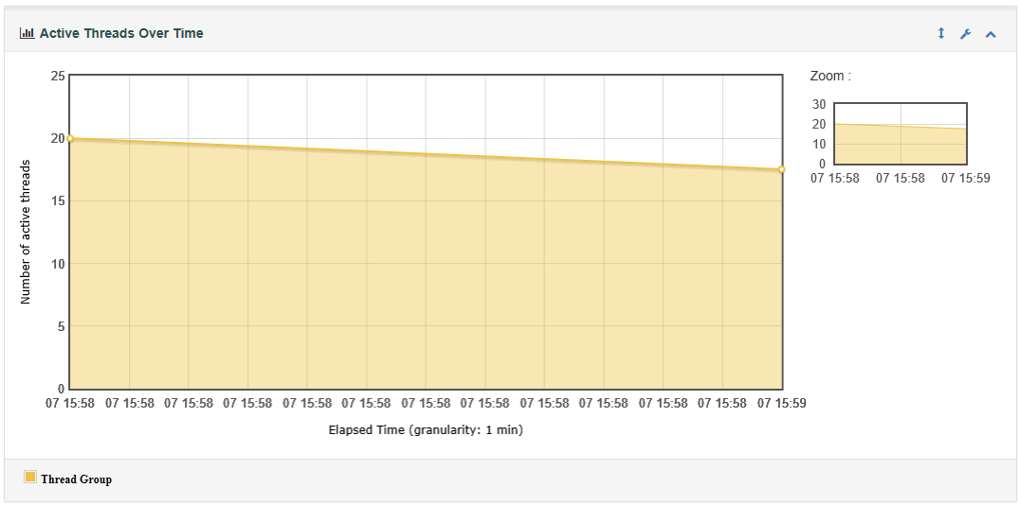 Active Threads Over Time
Zoom :
30
20
10
0
07 15:58 07 15:58 07 15:59
Number of active threads
25
20
15
10
5
0
07 15:58 07 15:58 07 15:58 07 15:58 07 15:58 07 15:58 07 15:58 07 15:58 07 15:58 07 15:58 07 15:58 07 15:58 07 15:59
Elapsed Time (granularity: 1 min)
Thread Group